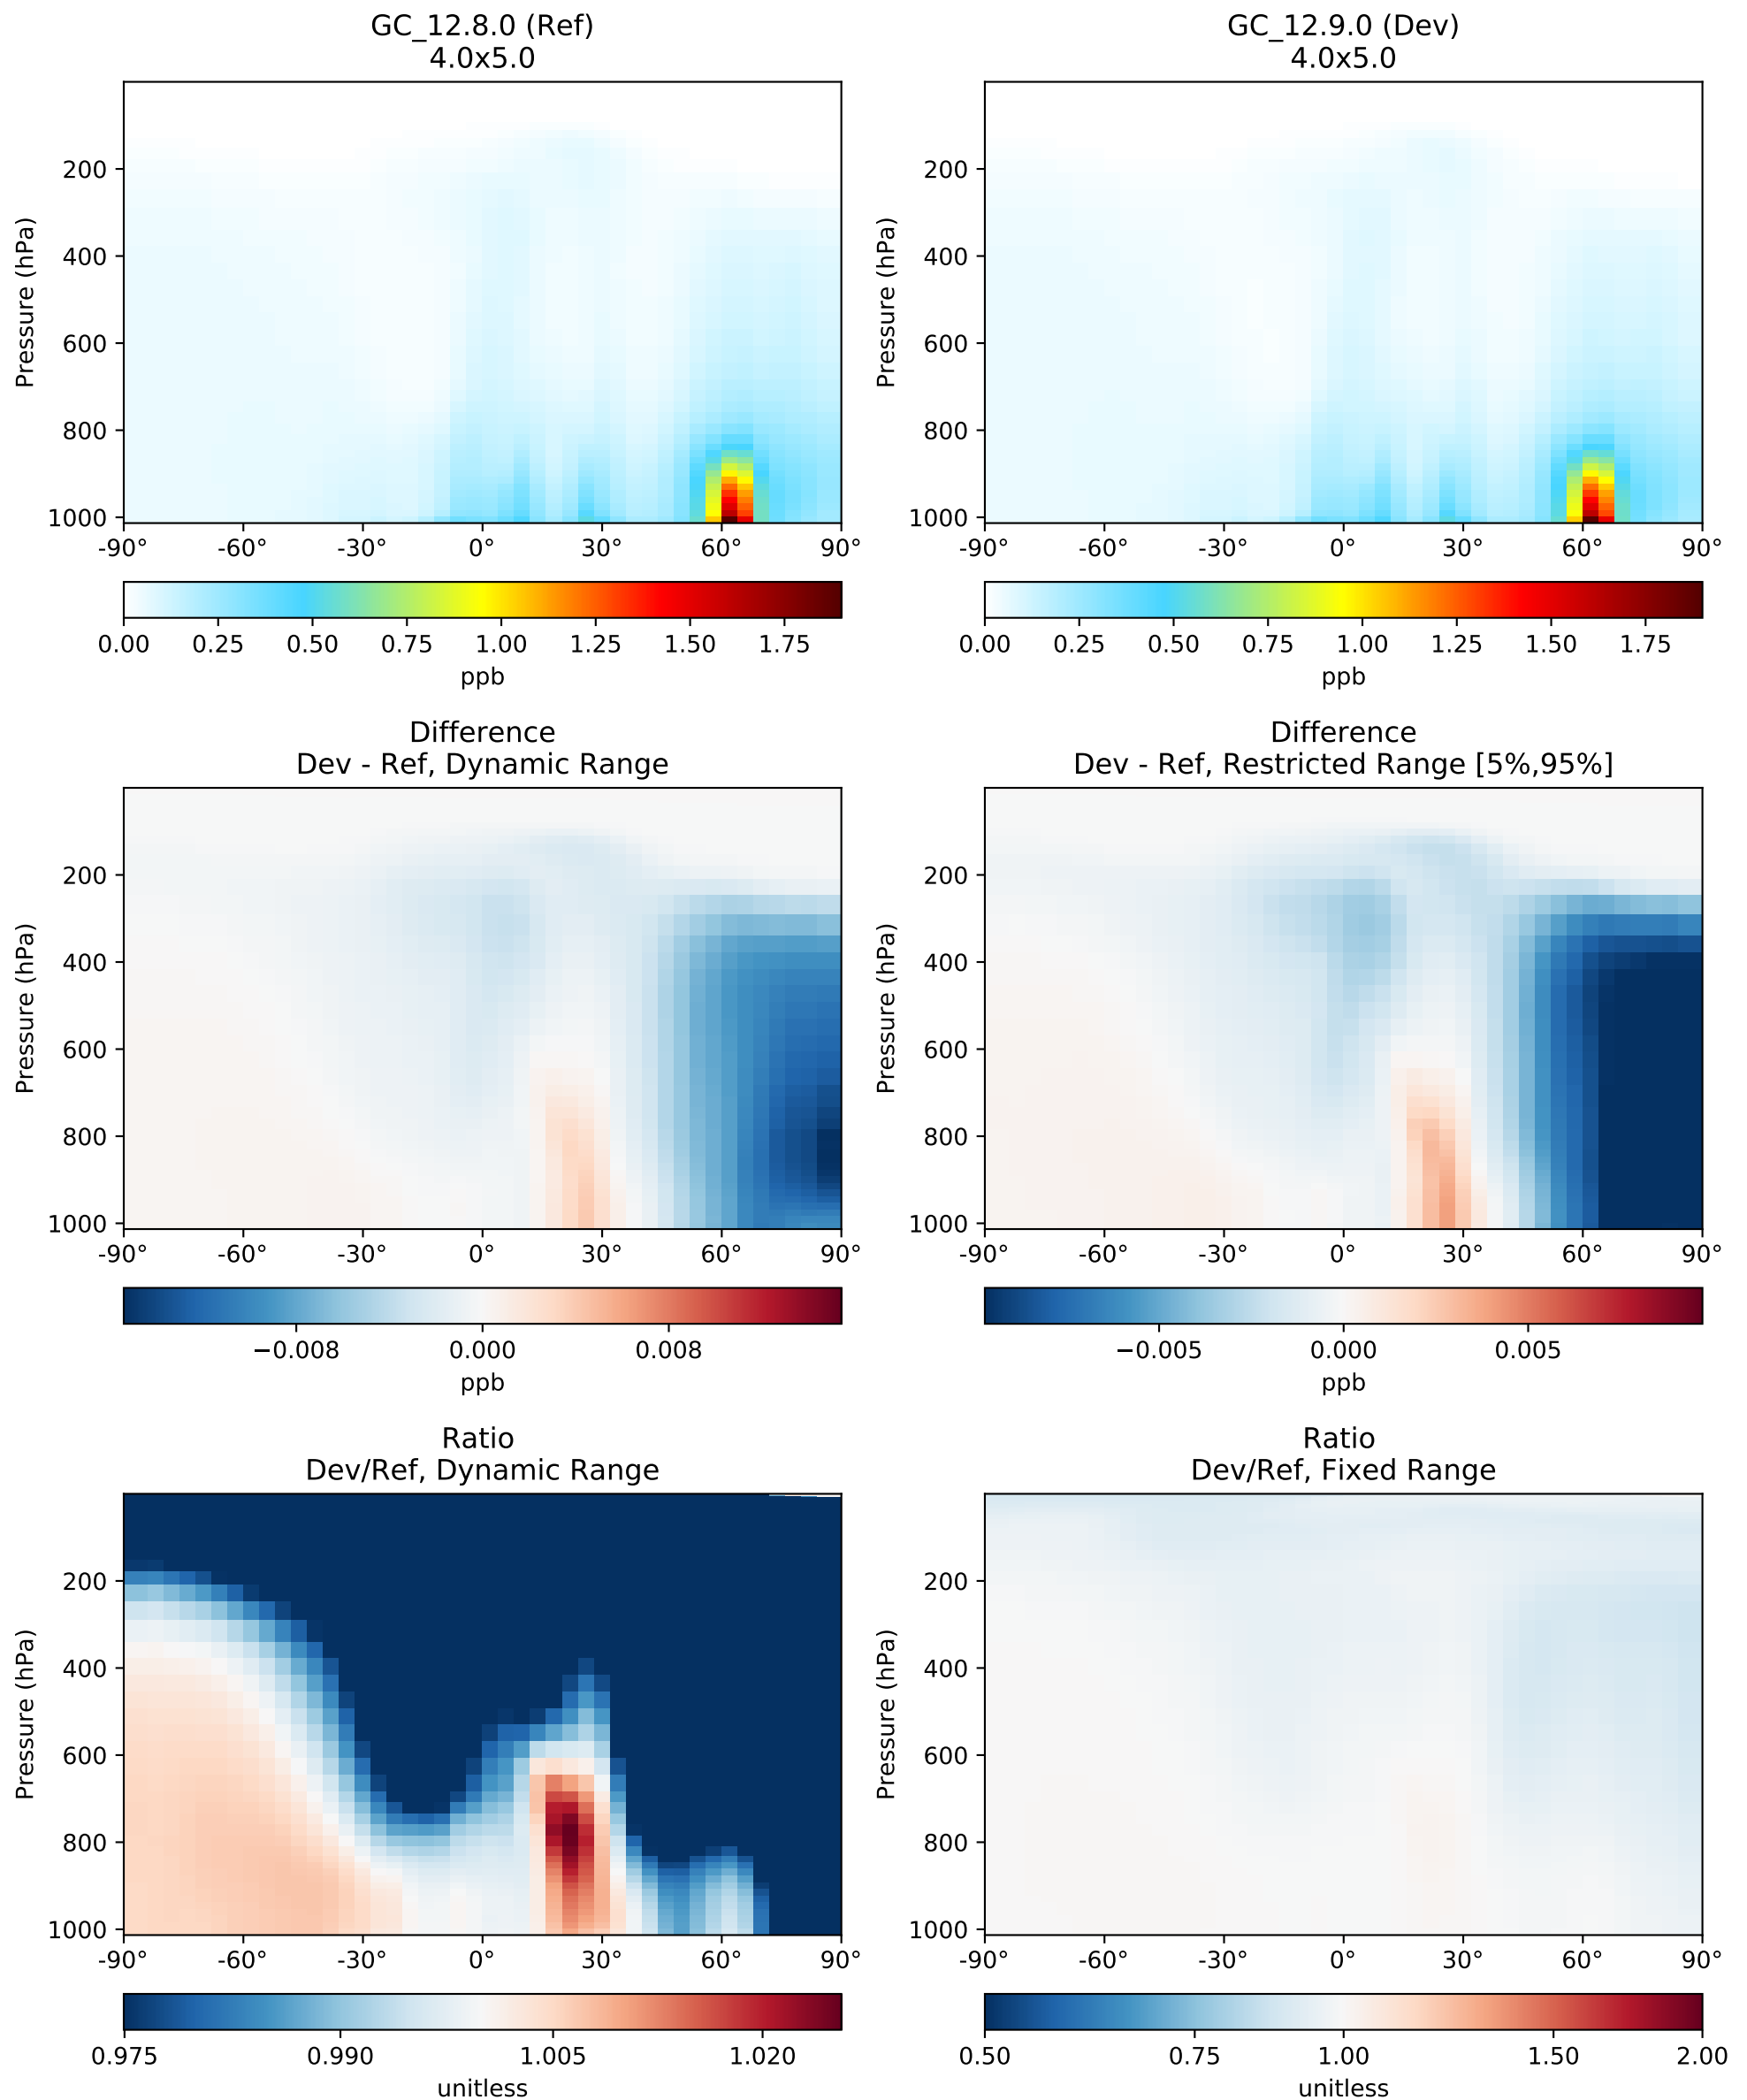 GC_12.8.0 (Ref)
4.0x5.0
Pressure (hPa)
200
400
600
800
1000
-90° -60° -30° 0° 30° 60° 90°
0.00 0.25 0.50 0.75 1.00 1.25 1.50 1.75
ppb
GC_12.9.0 (Dev)
4.0x5.0
Pressure (hPa)
200
400
600
800
1000
-90° -60° -30° 0° 30° 60° 90°
0.00 0.25 0.50 0.75 1.00 1.25 1.50 1.75
ppb
Difference
Dev - Ref, Dynamic Range
Pressure (hPa)
200
400
600
800
1000
-90° -60° -30° 0° 30° 60° 90°
−0.008 0.000 0.008
ppb
Difference
Dev - Ref, Restricted Range [5%,95%]
Pressure (hPa)
200
400
600
800
1000
-90° -60° -30° 0° 30° 60° 90°
−0.005 0.000 0.005
ppb
Ratio
Dev/Ref, Dynamic Range
Pressure (hPa)
200
400
600
800
1000
-90° -60° -30° 0° 30° 60° 90°
0.975 0.990 1.005 1.020
unitless
Ratio
Dev/Ref, Fixed Range
Pressure (hPa)
200
400
600
800
1000
-90° -60° -30° 0° 30° 60° 90°
0.50 0.75 1.00 1.50 2.00
unitless